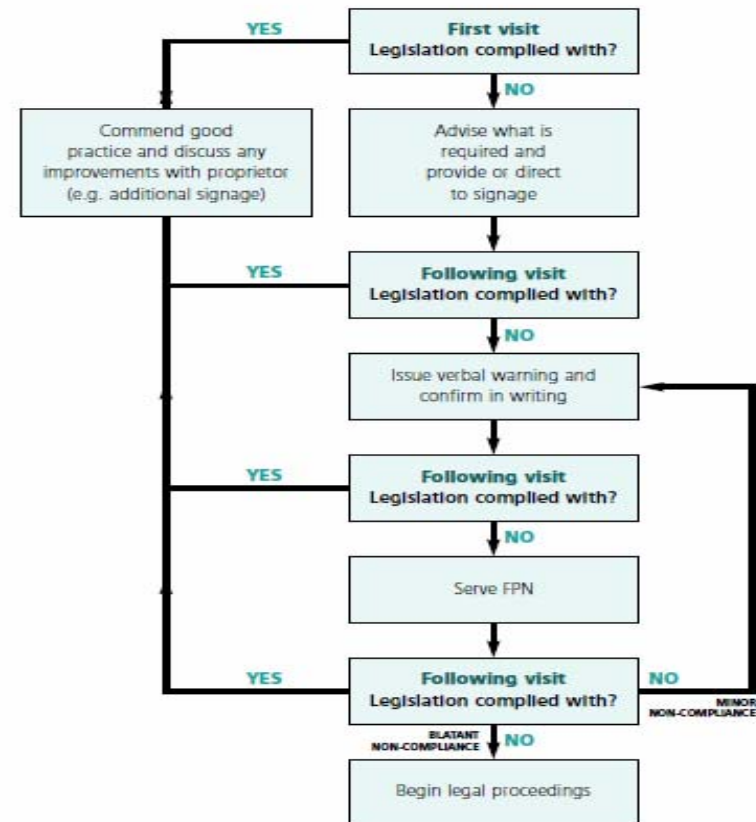 YES
First visit
Legislation complied with?
NO
Commend good
practice and discuss any
improvements with proprietor
(e.g. additional signage)
Advise what is
required and
provide or direct
to signage
YES
Following visit
Legislation complied with?
NO
Issue verbal warning and
confirm in writing
YES
Following visit
Legislation complied with?
NO
Serve FPN
YES
Following visit
Legislation complied with?
NO
MINOR
NON-COMPLIANCE
BLATANT
NON-COMPLIANCE
NO
Begin legal proceedings